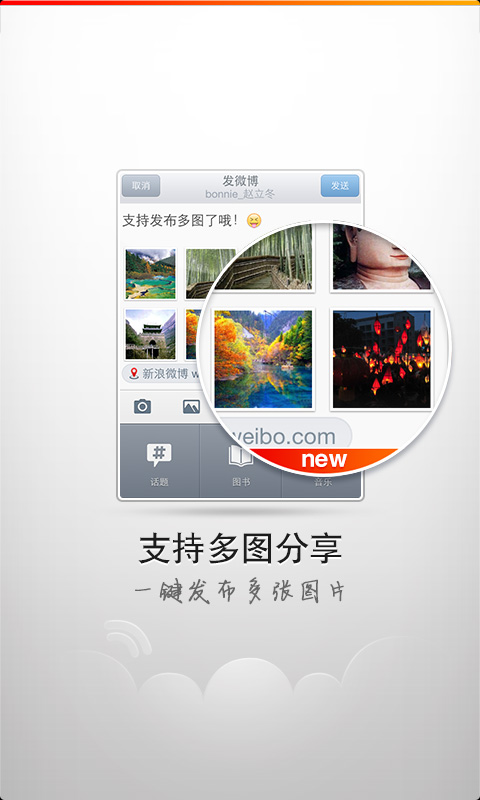 取消
发微博
发送
bonnie_赵立冬
支持发布多图了哦！
新浪微博 w
weibo.com
new
#
话题
图书
音乐
支持多图分享
一键发布多张图片